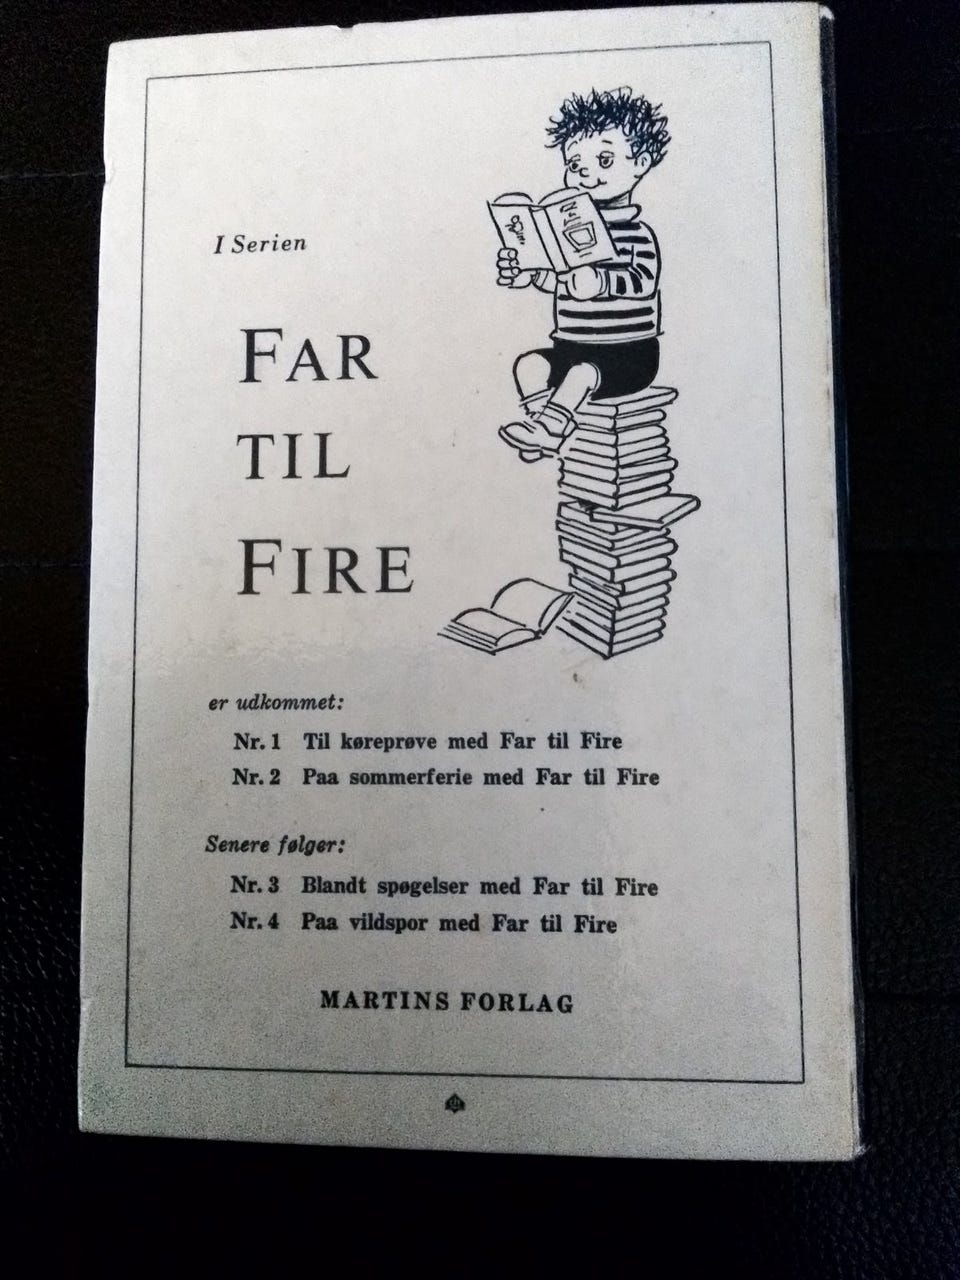 I Serien
FAR
TIL
FIRE
er udkommet:
Nr. 1 Til køreprøve med Far til Fire
Nr. 2 Paa sommerferie med Far til Fire
Senere følger:
Nr. 3 Blandt spøgelser med Far til Fire
Nr. 4 Paa vildspor med Far til Fire
MARTINS FORLAG